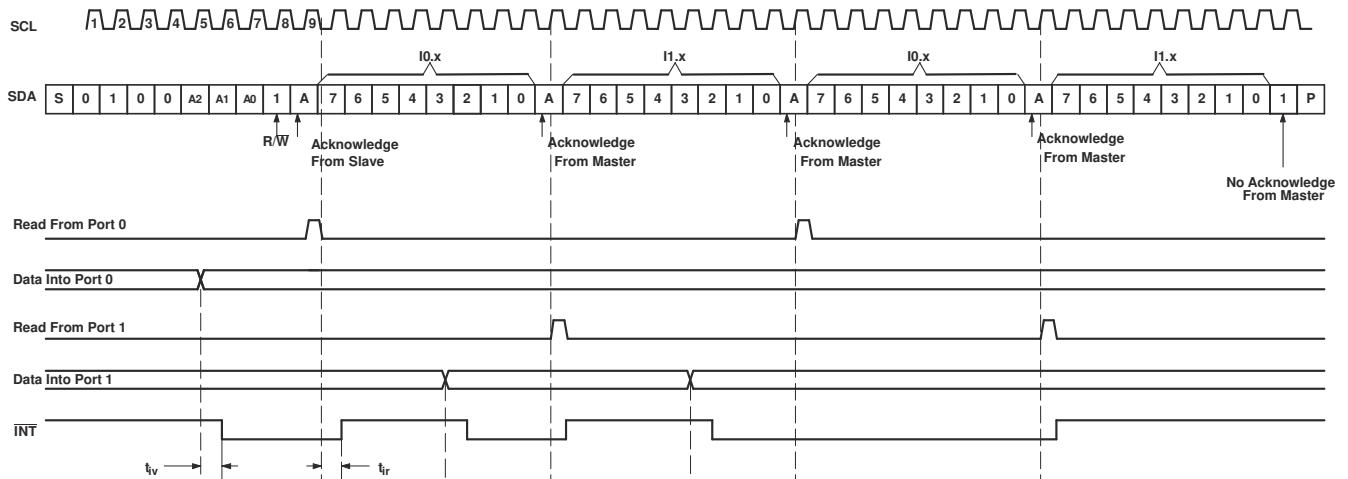 SCL 1 2 3 4 5 6 7 8 9
I0.x I1.x I0.x I1.x
SDA S 0 1 0 0 A2 A1 A0 1 A 7 6 5 4 3 2 1 0 A 7 6 5 4 3 2 1 0 A 7 6 5 4 3 2 1 0 A 7 6 5 4 3 2 1 0 1 P
R/W̅
Acknowledge
From Slave
Acknowledge
From Master
Acknowledge
From Master
Acknowledge
From Master
No Acknowledge
From Master
Read From Port 0
Data Into Port 0
Read From Port 1
Data Into Port 1
I̅N̅T̅
tiv tir